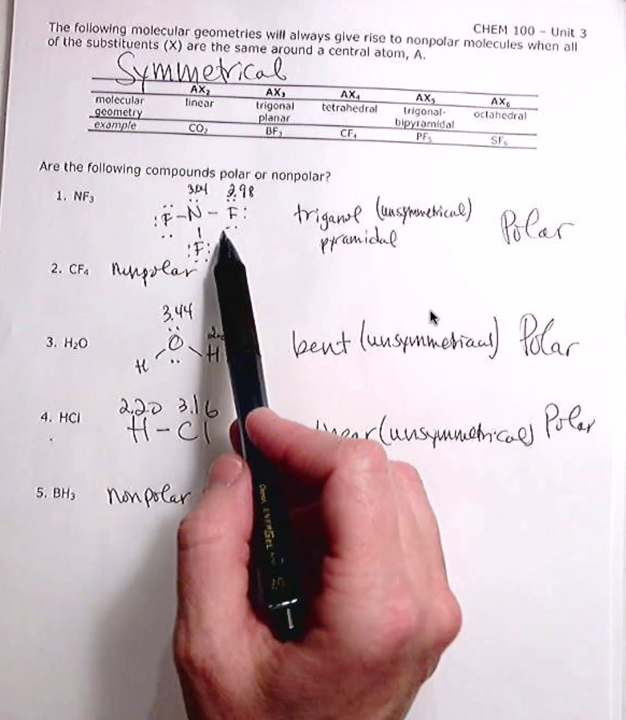 CHEM 100 – Unit 3
The following molecular geometries will always give rise to nonpolar molecules when all
of the substituents (X) are the same around a central atom, A.
Symmetrical
AX₂ AX₃ AX₄ AX₅ AX₆
molecular geometry linear trigonal planar tetrahedral trigonal-bipyramidal octahedral
example CO₂ BF₃ CF₄ PF₅ SF₆
Are the following compounds polar or nonpolar?
3.04 3.98
1. NF₃ :F – N – F: triganol (unsymmetrical) Polar
:F: pyramidal
2. CF₄ nonpolar
3.44
3. H₂O O bent (unsymmetrical) Polar
H H
2.20 3.16
4. HCl H – Cl (unsymmetrical) Polar
5. BH₃ nonpolar